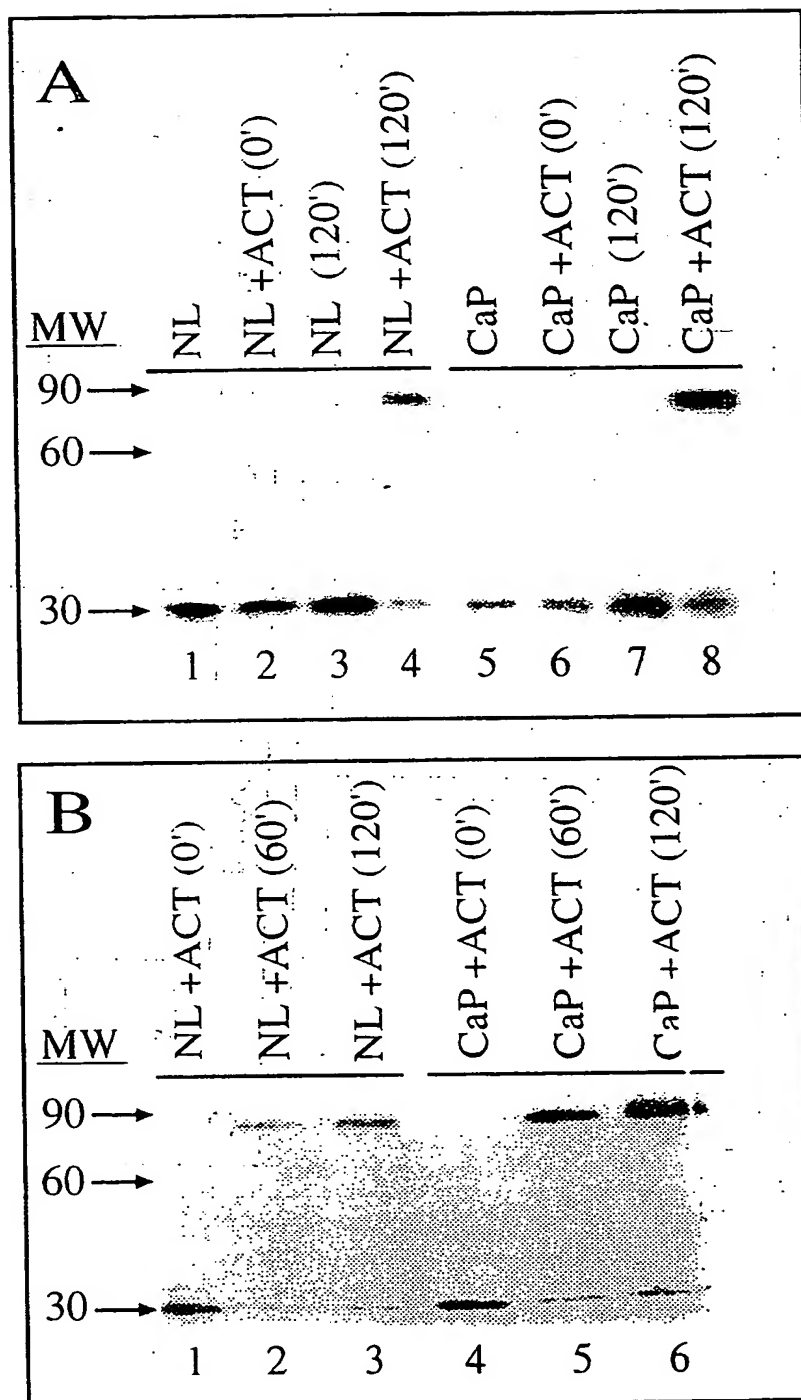 A
NL
NL +ACT (0')
NL (120')
NL +ACT (120')
CaP
CaP +ACT (0')
CaP (120')
CaP +ACT (120')
MW
90
60
30
1 2 3 4 5 6 7 8
B
NL +ACT (0')
NL +ACT (60')
NL +ACT (120')
CaP +ACT (0')
CaP +ACT (60')
CaP +ACT (120')
MW
90
60
30
1 2 3 4 5 6